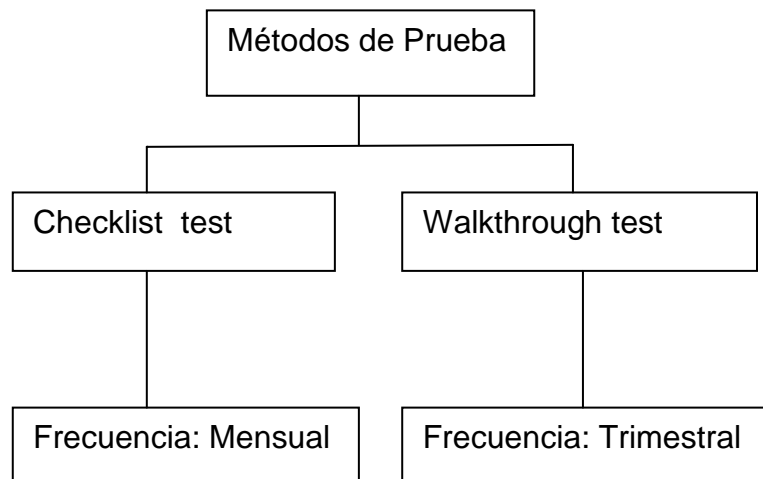 Métodos de Prueba
Checklist test
Walkthrough test
Frecuencia: Mensual
Frecuencia: Trimestral